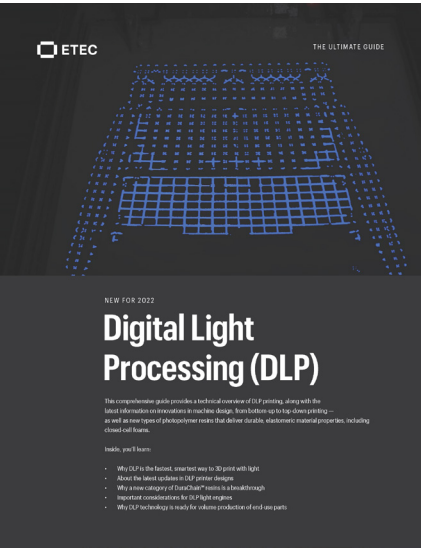 ETEC
THE ULTIMATE GUIDE
NEW FOR 2022
Digital Light
Processing (DLP)
This comprehensive guide provides a technical overview of DLP printing, along with the
latest information on innovations in machine design, from bottom-up to top-down printing —
as well as new types of photopolymer resins that deliver durable, elastomeric material properties, including
closed-cell foams.
Inside, you'll learn:
• Why DLP is the fastest, smartest way to 3D print with light
• About the latest updates in DLP printer designs
• Why a new category of DuraChain™ resins is a breakthrough
• Important considerations for DLP light engines
• Why DLP technology is ready for volume production of end-use parts